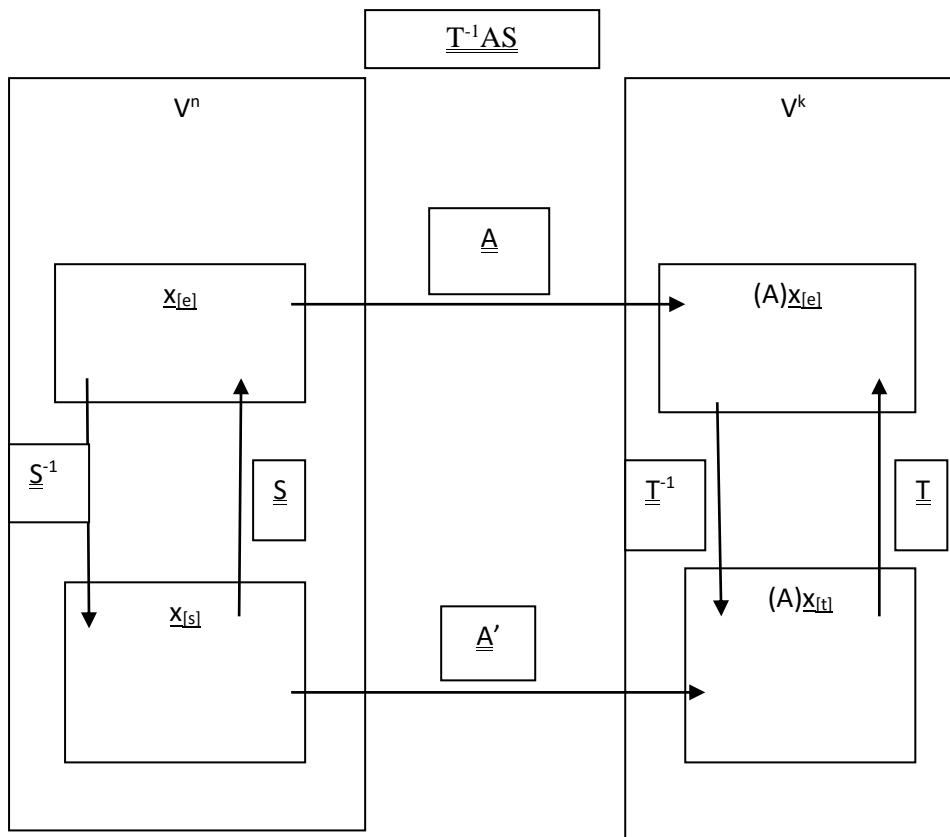 T⁻¹AS
Vⁿ
Vᵏ
A
x[e]
(A)x[e]
S⁻¹
S
T⁻¹
T
x[s]
(A)x[t]
A’